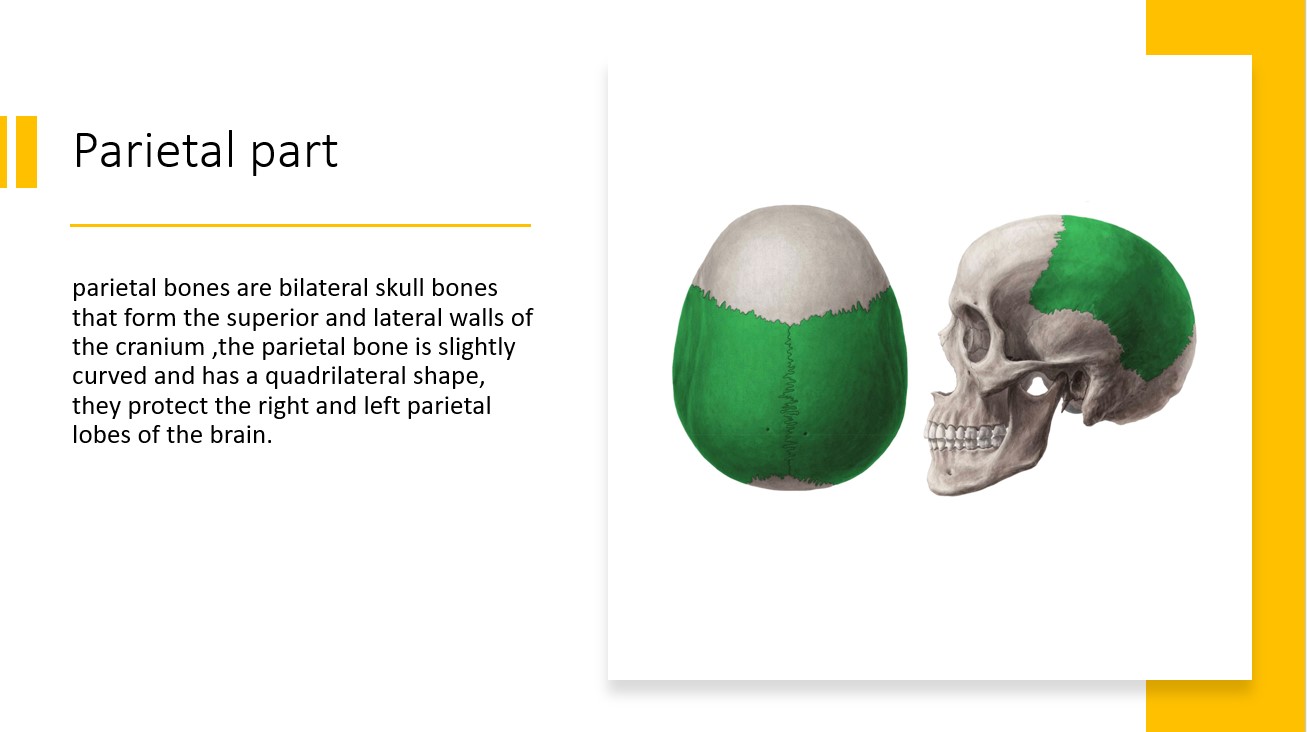 Parietal part
parietal bones are bilateral skull bones
that form the superior and lateral walls of
the cranium ,the parietal bone is slightly
curved and has a quadrilateral shape,
they protect the right and left parietal
lobes of the brain.